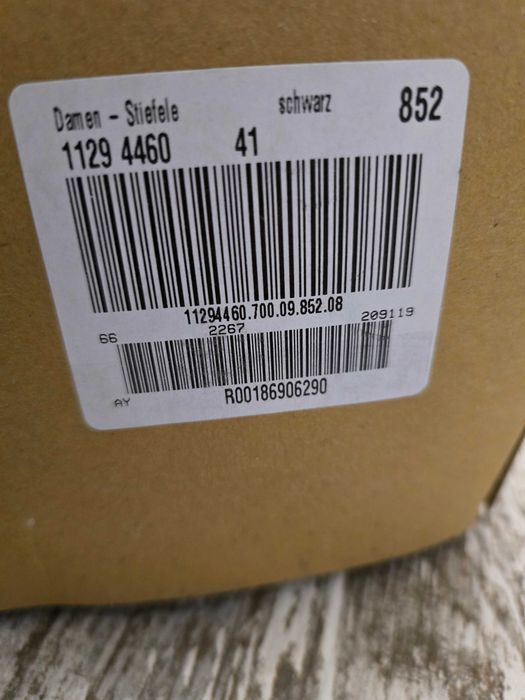 Damen - Stiefele schwarz 852
1129 4460 41
11294460.700.09.852.08
66 2267 209119
AY R00186906290